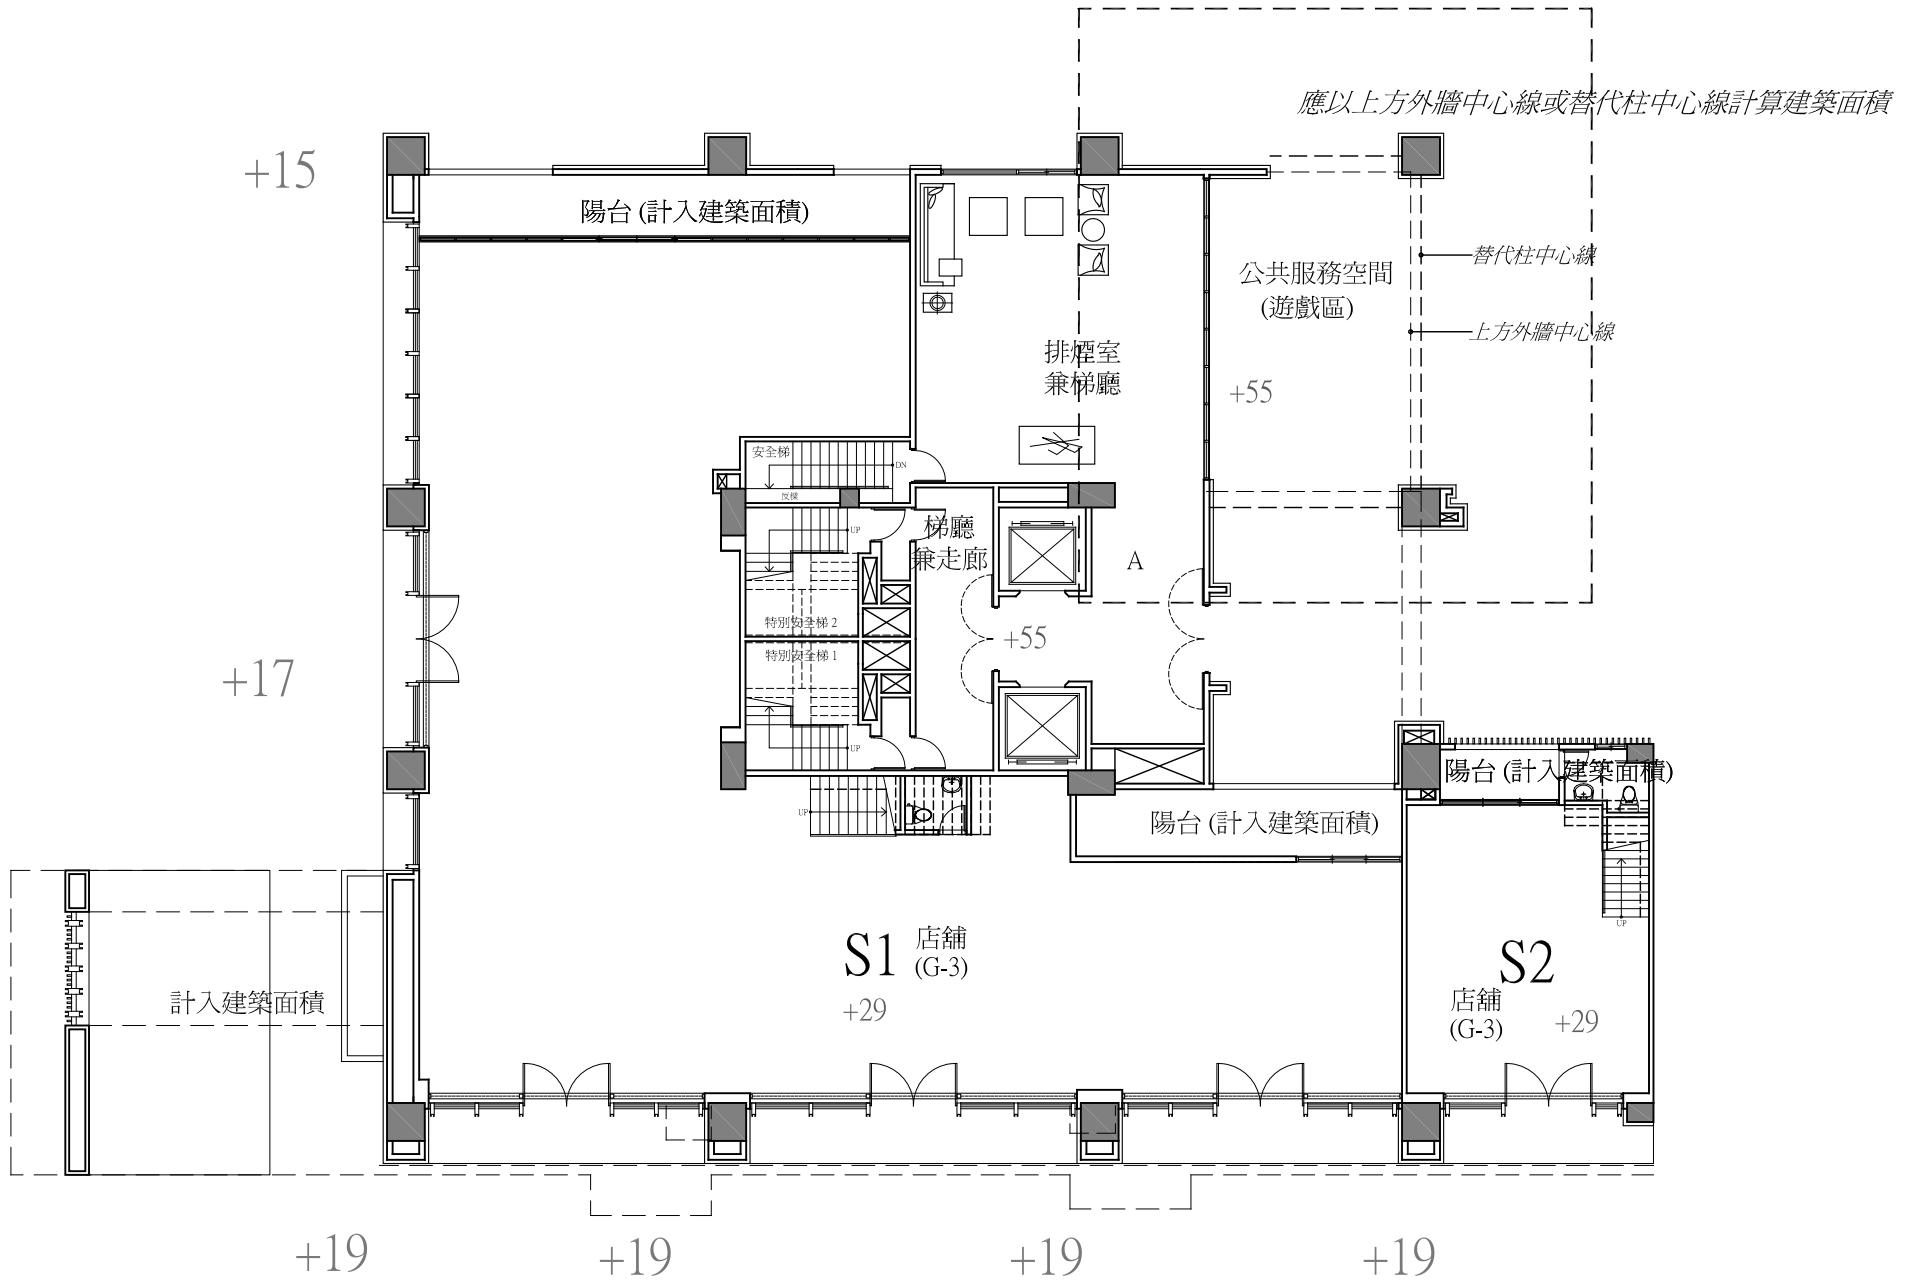 應以上方外牆中心線或替代柱中心線計算建築面積
+15
陽台 (計入建築面積)
替代柱中心線
公共服務空間
(遊戲區)
上方外牆中心線
排煙室
兼梯廳
+55
安全梯
DN
反樑
UP
梯廳
兼走廊
A
特別安全梯 2
+55
特別安全梯 1
+17
UP
陽台 (計入建築面積)
UP
陽台 (計入建築面積)
UP
S1
店舖
(G-3)
+29
S2
店舖
(G-3)
+29
計入建築面積
+19
+19
+19
+19